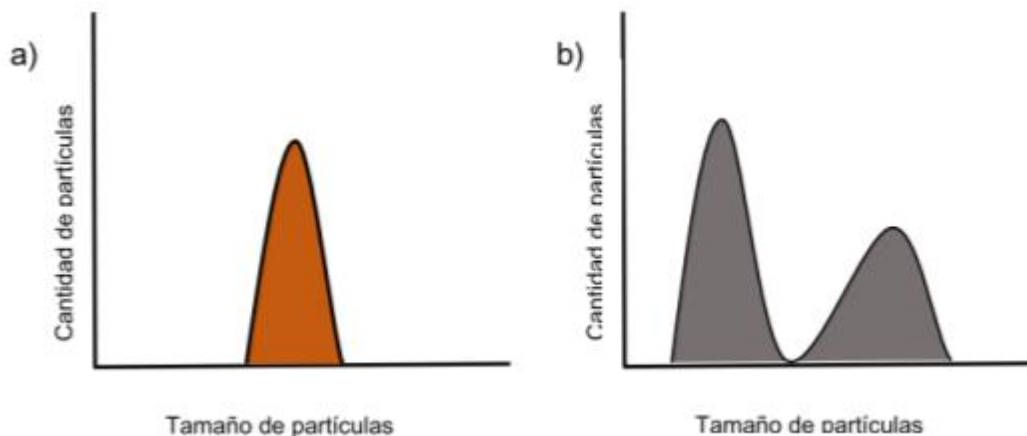 a)
Cantidad de partículas
Tamaño de partículas
b)
Cantidad de partículas
Tamaño de partículas